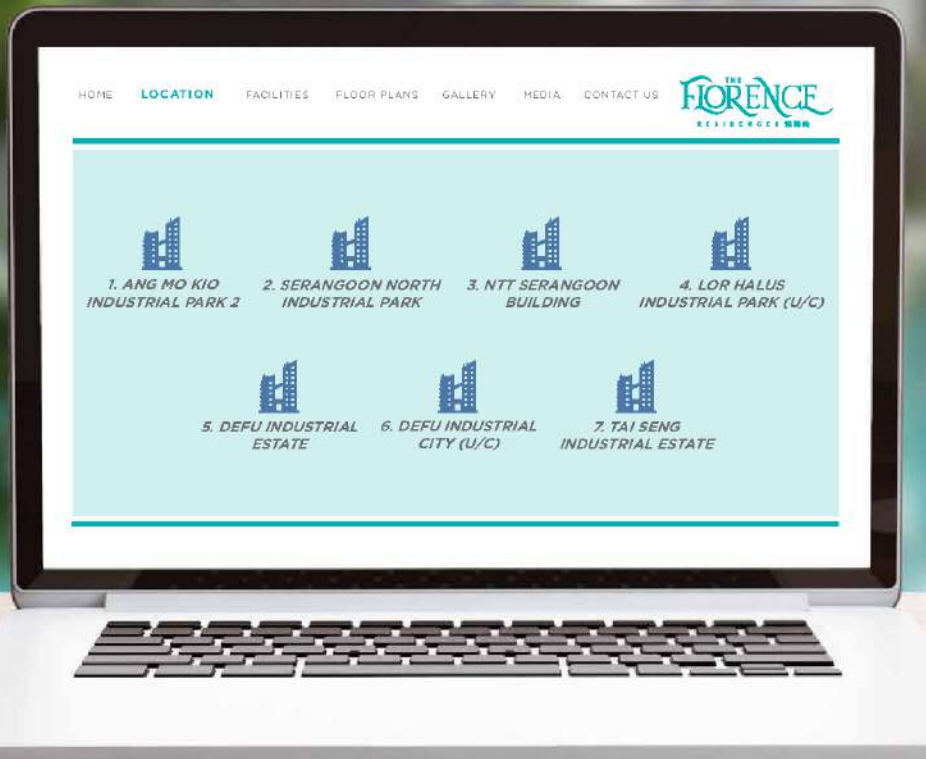 HOME LOCATION FACILITIES FLOOR PLANS GALLERY MEDIA CONTACT US
THE
FLORENCE
RESIDENCES
1. ANG MO KIO
INDUSTRIAL PARK 2
2. SERANGOON NORTH
INDUSTRIAL PARK
3. NTT SERANGOON
BUILDING
4. LOR HALUS
INDUSTRIAL PARK (U/C)
5. DEFU INDUSTRIAL
ESTATE
6. DEFU INDUSTRIAL
CITY (U/C)
7. TAI SENG
INDUSTRIAL ESTATE